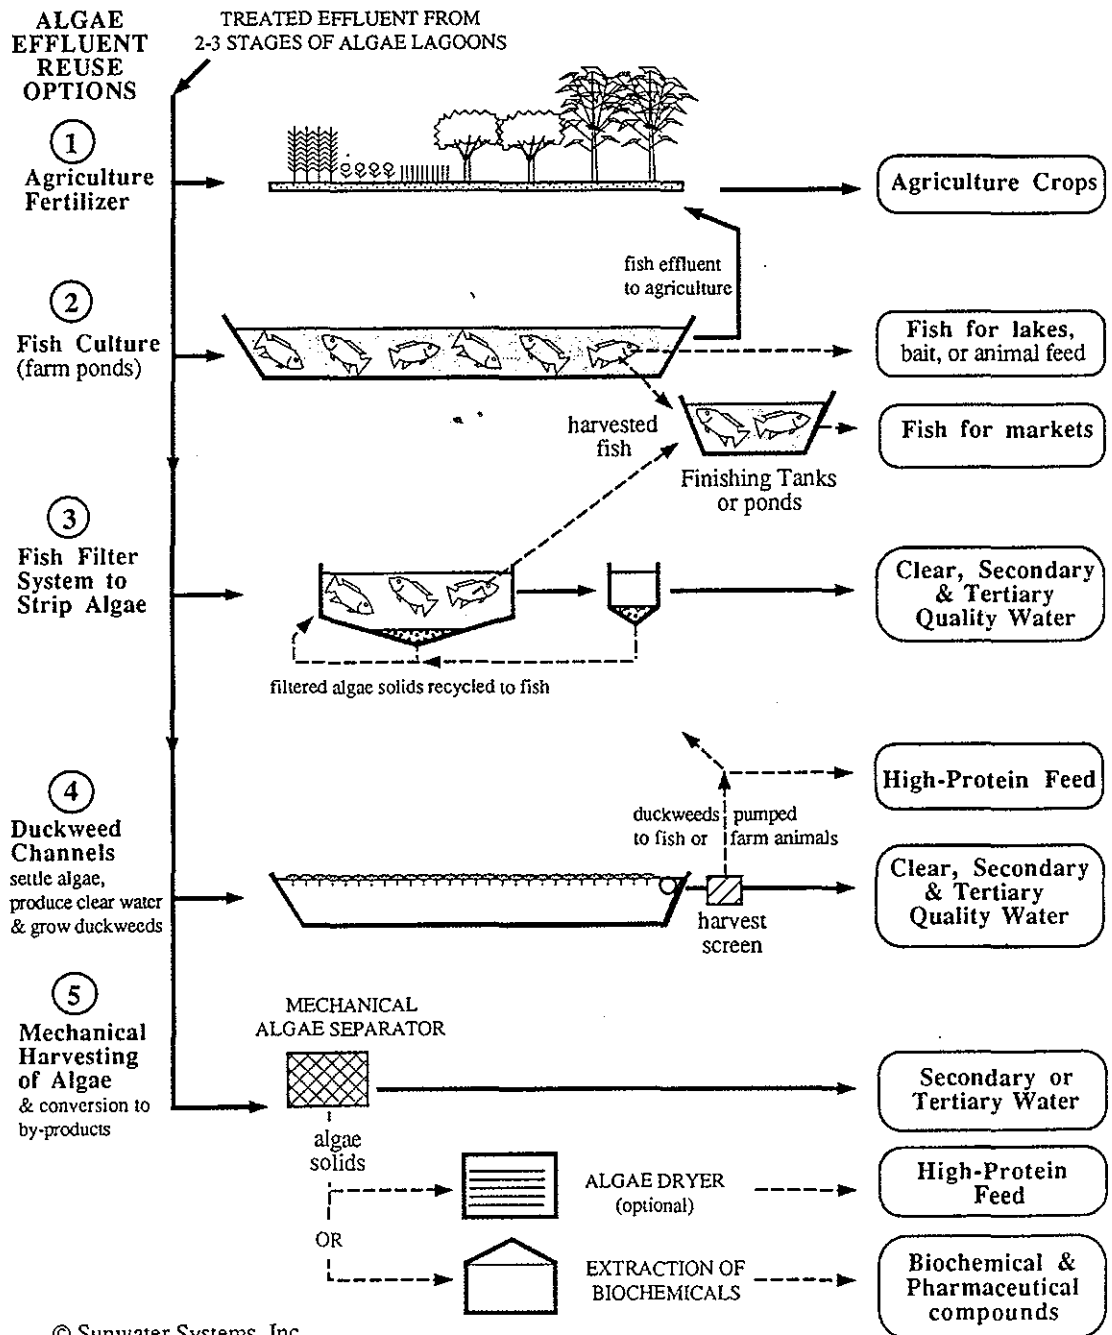 ALGAE
EFFLUENT
REUSE
OPTIONS
TREATED EFFLUENT FROM
2-3 STAGES OF ALGAE LAGOONS
1
Agriculture
Fertilizer
Agriculture Crops
fish effluent
to agriculture
2
Fish Culture
(farm ponds)
Fish for lakes,
bait, or animal feed
harvested
fish
Fish for markets
Finishing Tanks
or ponds
3
Fish Filter
System to
Strip Algae
Clear, Secondary
& Tertiary
Quality Water
filtered algae solids recycled to fish
4
Duckweed
Channels
settle algae,
produce clear water
& grow duckweeds
duckweeds pumped
to fish or farm animals
High-Protein Feed
harvest
screen
Clear, Secondary
& Tertiary
Quality Water
5
Mechanical
Harvesting
of Algae
& conversion to
by-products
MECHANICAL
ALGAE SEPARATOR
Secondary or
Tertiary Water
algae
solids
OR
ALGAE DRYER
(optional)
High-Protein
Feed
EXTRACTION OF
BIOCHEMICALS
Biochemical &
Pharmaceutical
compounds
© Sunwater Systems, Inc.